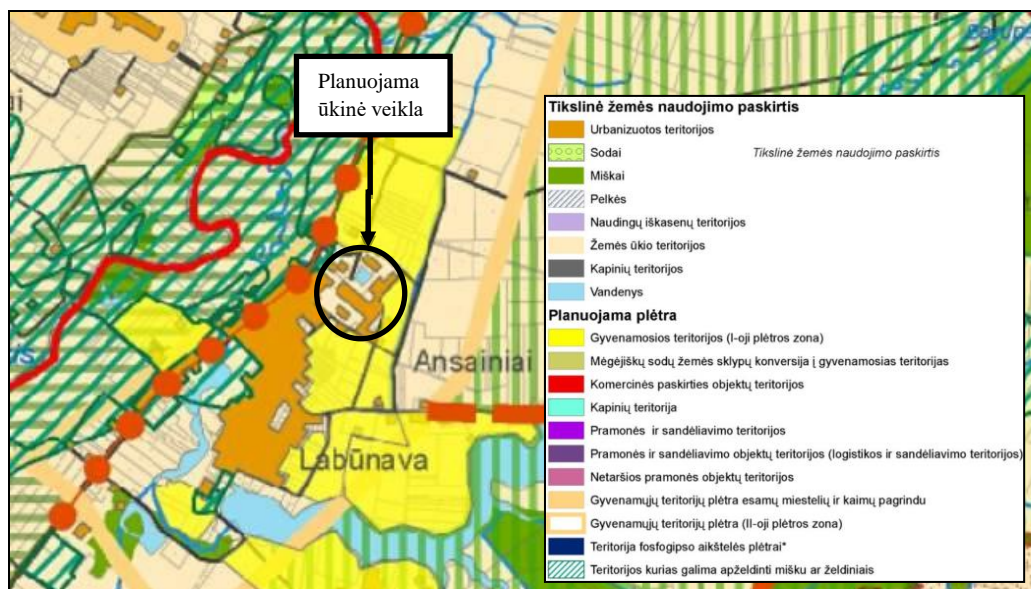 Planuojama
ūkinė veikla
Ansainiai
Labūnava
Tikslinė žemės naudojimo paskirtis
Urbanizuotos teritorijos
Sodai
Tikslinė žemės naudojimo paskirtis
Miškai
Pelkės
Naudingų iškasenų teritorijos
Žemės ūkio teritorijos
Kapinių teritorijos
Vandenys
Planuojama plėtra
Gyvenamosios teritorijos (I-oji plėtros zona)
Mėgėjiškų sodų žemės sklypų konversija į gyvenamosias teritorijas
Komercinės paskirties objektų teritorijos
Kapinių teritorija
Pramonės ir sandėliavimo teritorijos
Pramonės ir sandėliavimo objektų teritorijos (logistikos ir sandėliavimo teritorijos)
Netaršios pramonės objektų teritorijos
Gyvenamųjų teritorijų plėtra esamų miestelių ir kaimų pagrindu
Gyvenamųjų teritorijų plėtra (II-oji plėtros zona)
Teritorija fosfogipso aikštelės plėtrai*
Teritorijos kurias galima apželdinti mišku ar želdiniais